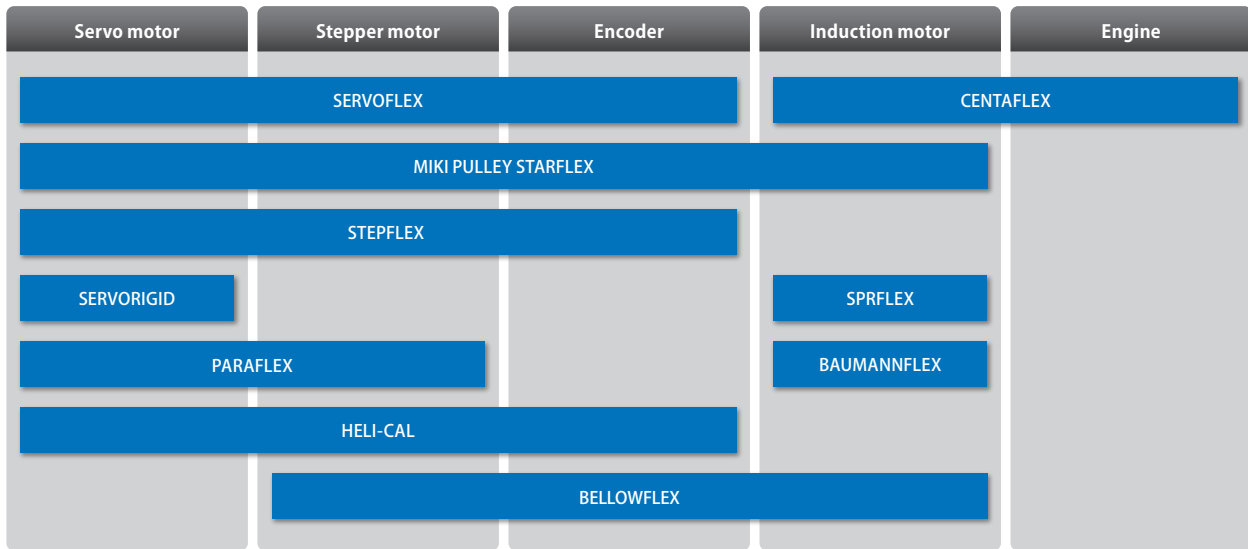 Servo motor
Stepper motor
Encoder
Induction motor
Engine
SERVOFLEX
CENTAFLEX
MIKI PULLEY STARFLEX
STEPFLEX
SERVORIGID
SPRFLEX
PARAFLEX
BAUMANNFLEX
HELI-CAL
BELLOWFLEX